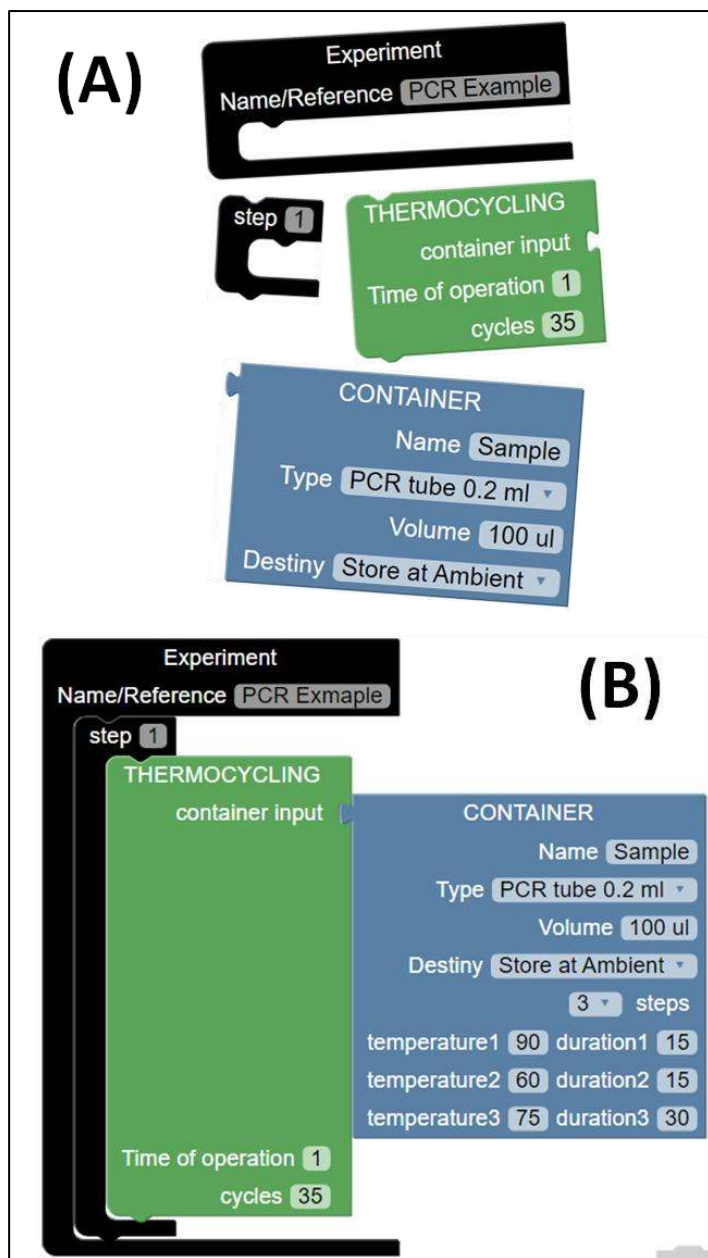 (A)
Experiment
Name/Reference PCR Example
step 1
THERMOCYCLING
container input
Time of operation 1
cycles 35
CONTAINER
Name Sample
Type PCR tube 0.2 ml
Volume 100 ul
Destiny Store at Ambient
(B)
Experiment
Name/Reference PCR Exmaple
step 1
THERMOCYCLING
container input
CONTAINER
Name Sample
Type PCR tube 0.2 ml
Volume 100 ul
Destiny Store at Ambient
3 steps
temperature1 90 duration1 15
temperature2 60 duration2 15
temperature3 75 duration3 30
Time of operation 1
cycles 35